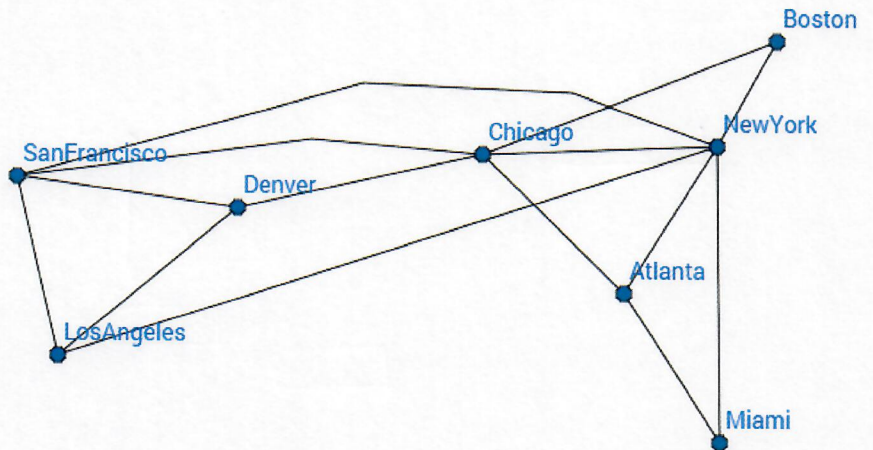 Boston
NewYork
Chicago
SanFrancisco
Denver
Atlanta
LosAngeles
Miami